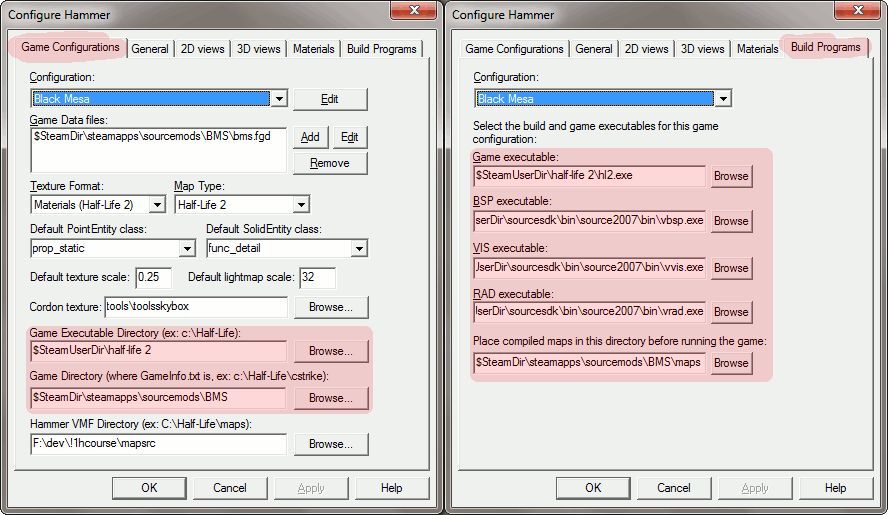 Configure Hammer
Game Configurations
General
2D views
3D views
Materials
Build Programs
Configuration:
Black Mesa
Edit
Game Data files:
$SteamDir\steamapps\sourcemods\BMS\bms.fgd
Add
Edit
Remove
Texture Format:
Map Type:
Materials (Half-Life 2)
Half-Life 2
Default PointEntity class:
Default SolidEntity class:
prop_static
func_detail
Default texture scale:
0.25
Default lightmap scale:
32
Cordon texture:
tools\toolsskybox
Browse...
Game Executable Directory (ex: c:\Half-Life):
$SteamUserDir\half-life 2
Browse...
Game Directory (where GameInfo.txt is, ex: c:\Half-Life\cstrike):
$SteamDir\steamapps\sourcemods\BMS
Browse...
Hammer VMF Directory (ex: C:\Half-Life\maps):
F:\dev\!1hcourse\mapsrc
Browse...
OK
Cancel
Apply
Help
Configure Hammer
Game Configurations
General
2D views
3D views
Materials
Build Programs
Configuration:
Black Mesa
Select the build and game executables for this game
configuration:
Game executable:
$SteamUserDir\half-life 2\hl2.exe
Browse
BSP executable:
serDir\sourcesdk\bin\source2007\bin\vbsp.exe
Browse
VIS executable:
UserDir\sourcesdk\bin\source2007\bin\vvis.exe
Browse
RAD executable:
UserDir\sourcesdk\bin\source2007\bin\vrad.exe
Browse
Place compiled maps in this directory before running the game:
$SteamDir\steamapps\sourcemods\BMS\maps
Browse
OK
Cancel
Apply
Help